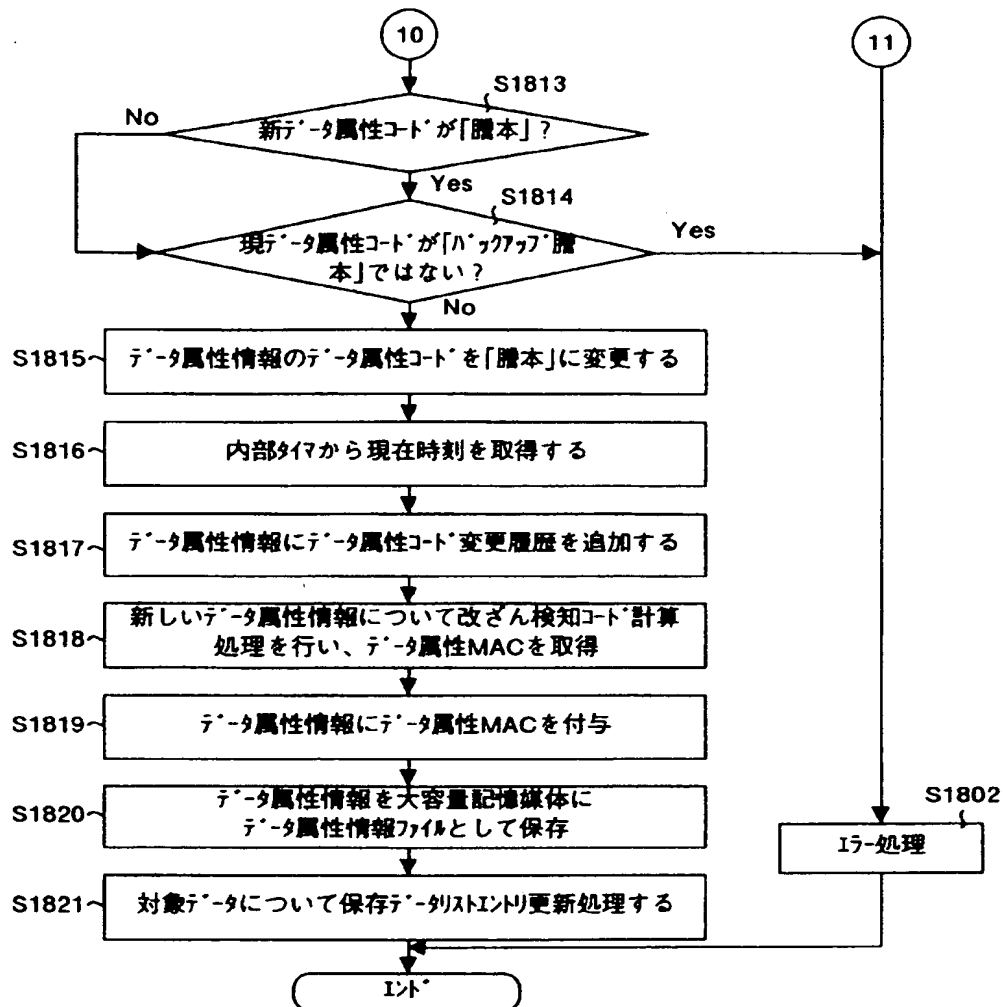 10
11
S1813
No
新ﾃﾞｰﾀ属性ｺｰﾄﾞが「謄本」？
Yes
S1814
現ﾃﾞｰﾀ属性ｺｰﾄﾞが「ﾊﾞｯｸｱｯﾌﾟ謄
本」ではない？
Yes
No
S1815
ﾃﾞｰﾀ属性情報のﾃﾞｰﾀ属性ｺｰﾄﾞを「謄本」に変更する
S1816
内部ﾀｲﾏから現在時刻を取得する
S1817
ﾃﾞｰﾀ属性情報にﾃﾞｰﾀ属性ｺｰﾄﾞ変更履歴を追加する
S1818
新しいﾃﾞｰﾀ属性情報について改ざん検知ｺｰﾄﾞ計算
処理を行い、ﾃﾞｰﾀ属性MACを取得
S1819
ﾃﾞｰﾀ属性情報にﾃﾞｰﾀ属性MACを付与
S1820
ﾃﾞｰﾀ属性情報を大容量記憶媒体に
ﾃﾞｰﾀ属性情報ﾌｧｲﾙとして保存
S1802
ｴﾗｰ処理
S1821
対象ﾃﾞｰﾀについて保存ﾃﾞｰﾀﾘｽﾄｴﾝﾄﾘ更新処理する
ｴﾝﾄﾞ